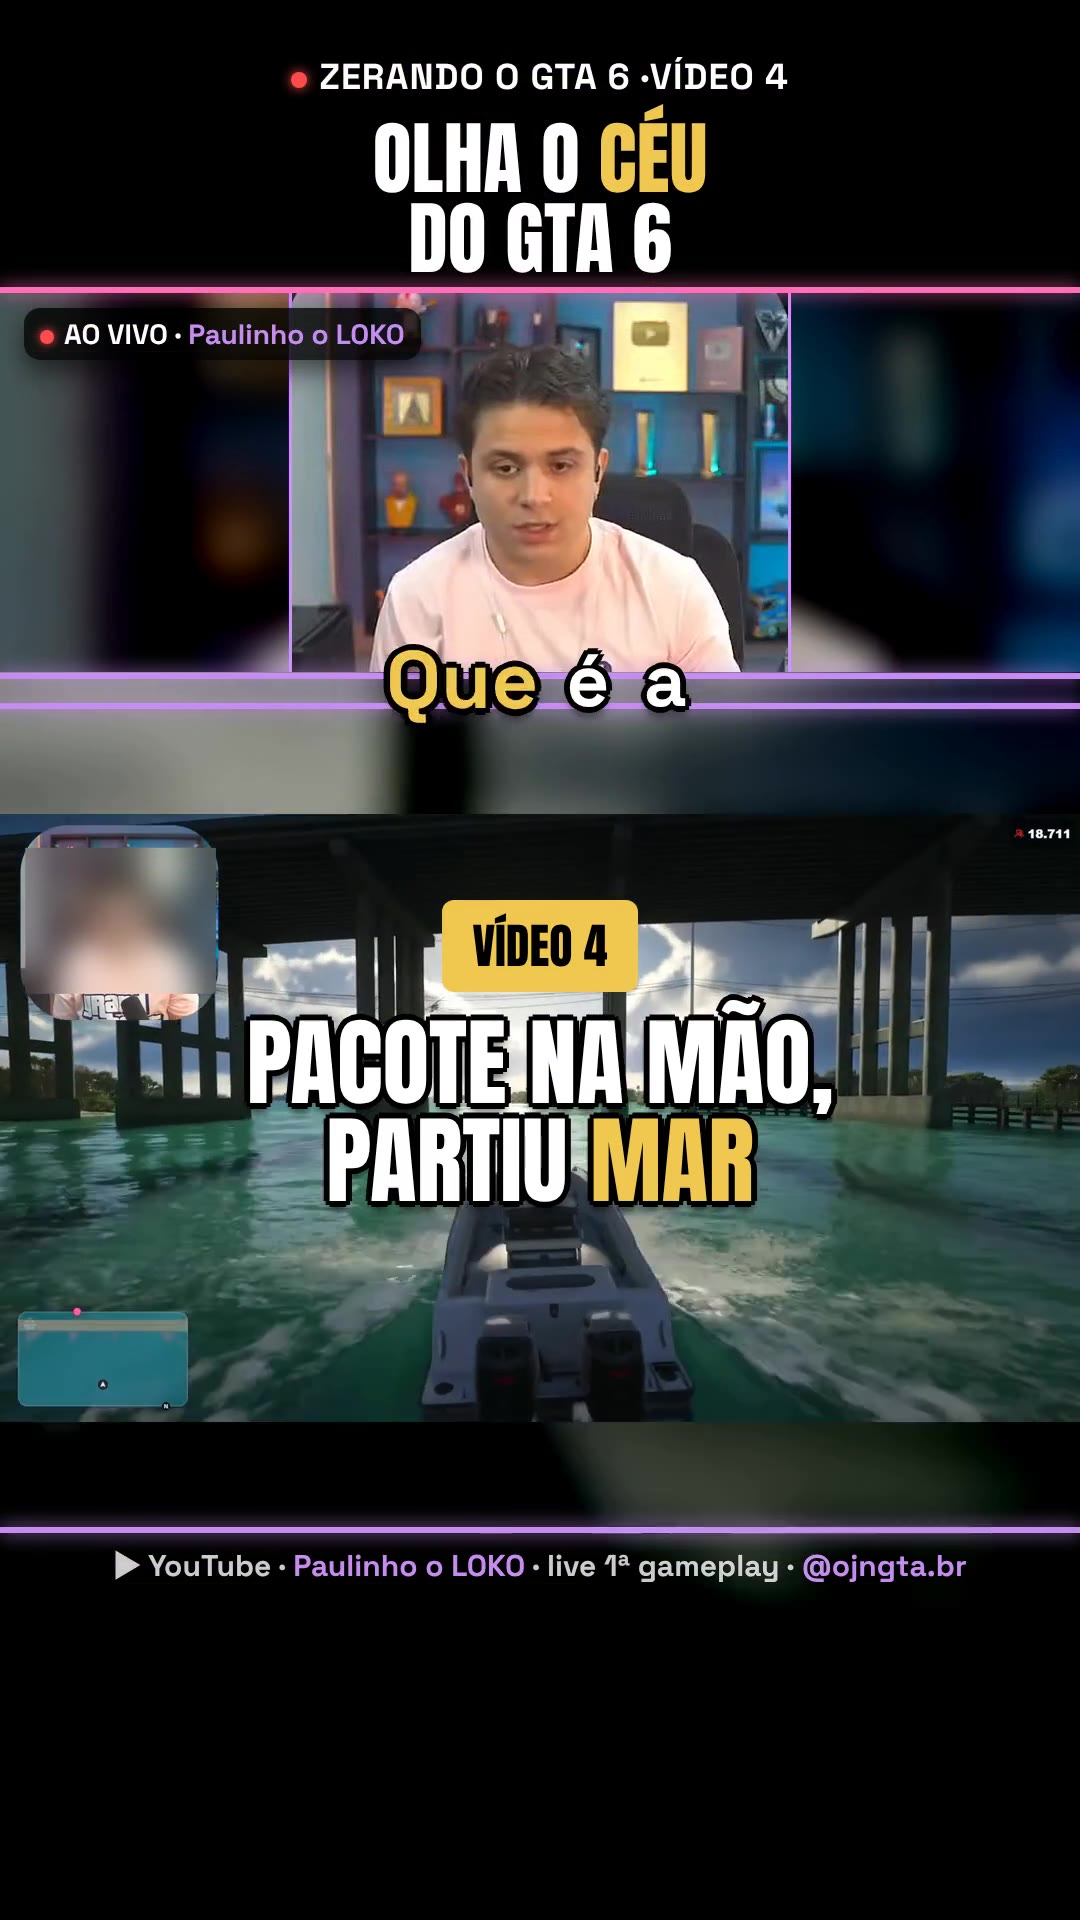 ZERANDO O GTA 6 ·VÍDEO 4
OLHA O CÉU
DO GTA 6
AO VIVO · Paulinho o LOKO
Que é a
18.711
VÍDEO 4
PACOTE NA MÃO,
PARTIU MAR
N
▶ YouTube · Paulinho o LOKO · live 1ª gameplay · @ojngta.br